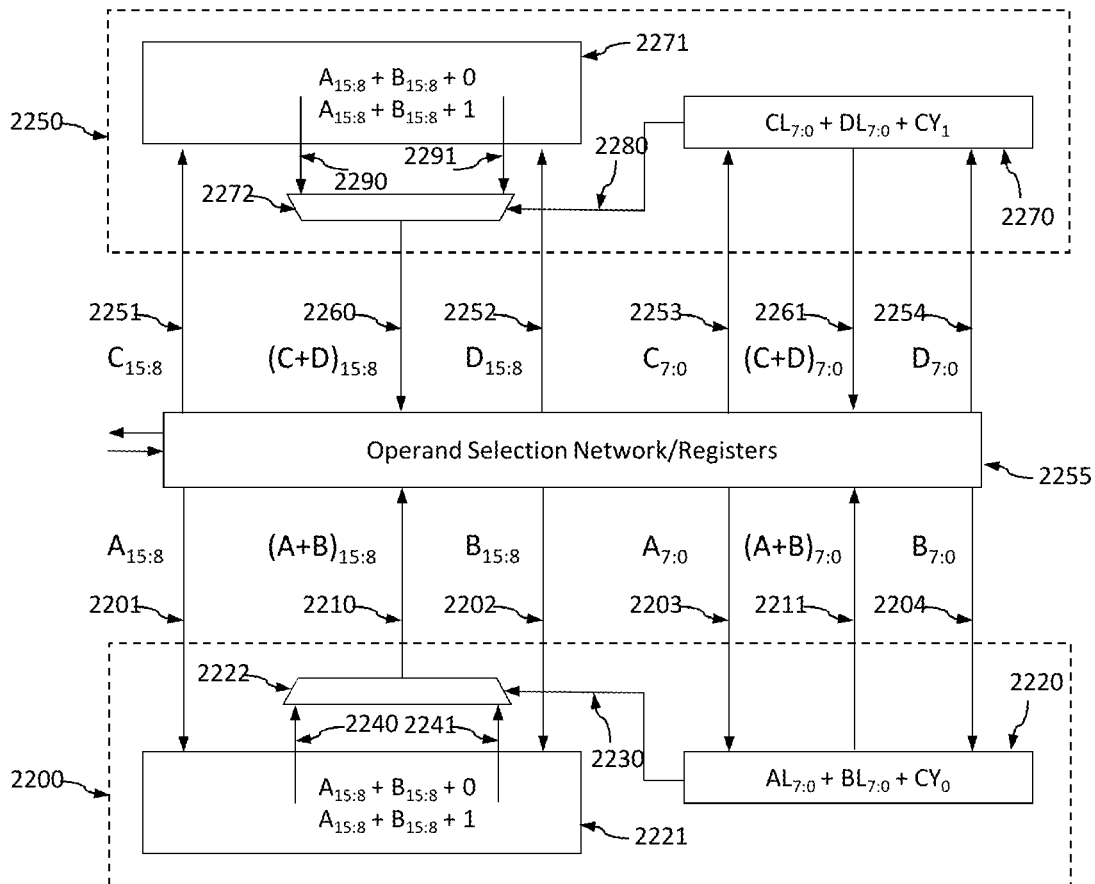 2271
A15:8 + B15:8 + 0
A15:8 + B15:8 + 1
2250
CL7:0 + DL7:0 + CY1
2291
2280
2290
2272
2270
2251 2260 2252 2253 2261 2254
C15:8 (C+D)15:8 D15:8 C7:0 (C+D)7:0 D7:0
Operand Selection Network/Registers
2255
A15:8 (A+B)15:8 B15:8 A7:0 (A+B)7:0 B7:0
2201 2210 2202 2203 2211 2204
2222
2220
2240 2241
2230
2200
A15:8 + B15:8 + 0
A15:8 + B15:8 + 1
AL7:0 + BL7:0 + CY0
2221